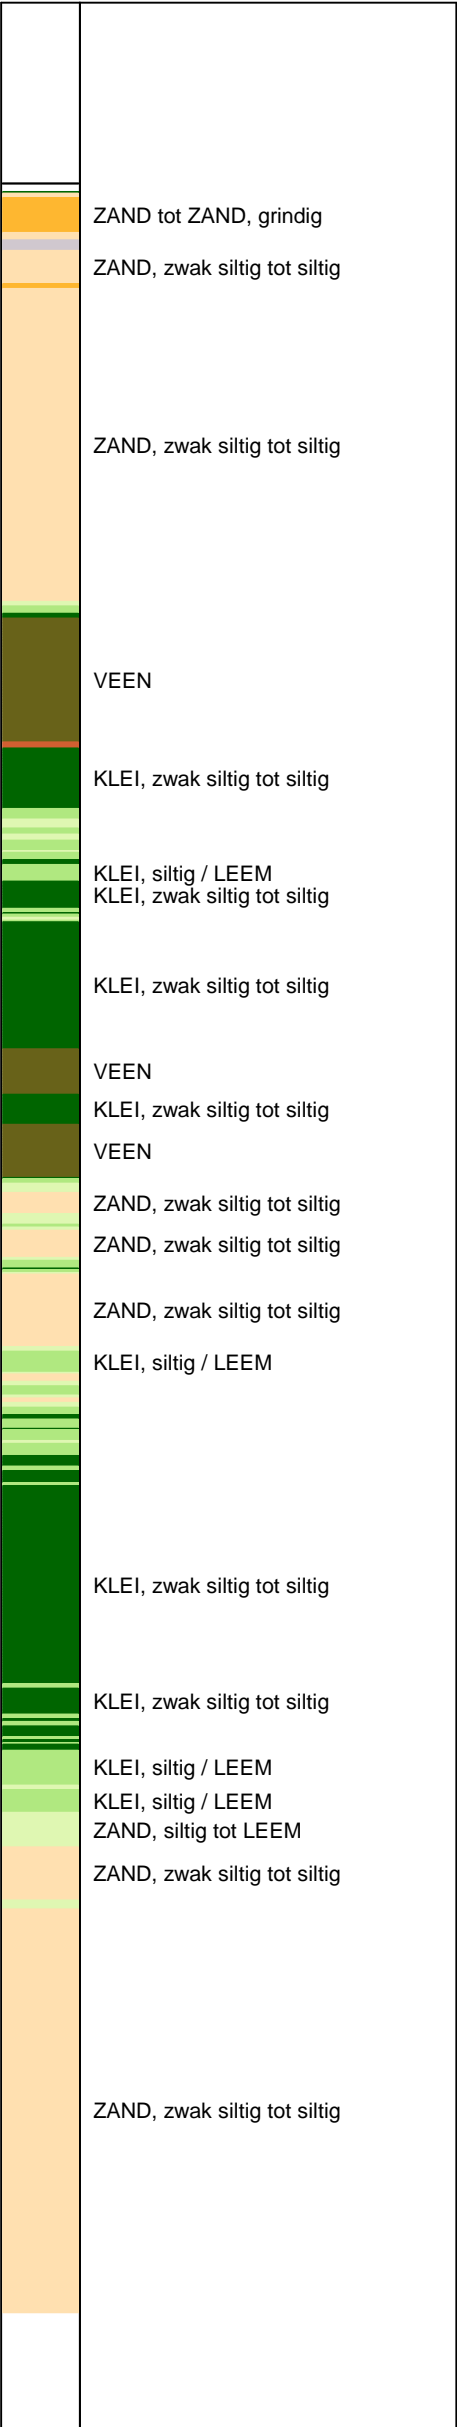 ZAND tot ZAND, grindig
ZAND, zwak siltig tot siltig
ZAND, zwak siltig tot siltig
VEEN
KLEI, zwak siltig tot siltig
KLEI, siltig / LEEM
KLEI, zwak siltig tot siltig
KLEI, zwak siltig tot siltig
VEEN
KLEI, zwak siltig tot siltig
VEEN
ZAND, zwak siltig tot siltig
ZAND, zwak siltig tot siltig
ZAND, zwak siltig tot siltig
KLEI, siltig / LEEM
KLEI, zwak siltig tot siltig
KLEI, zwak siltig tot siltig
KLEI, siltig / LEEM
KLEI, siltig / LEEM
ZAND, siltig tot LEEM
ZAND, zwak siltig tot siltig
ZAND, zwak siltig tot siltig